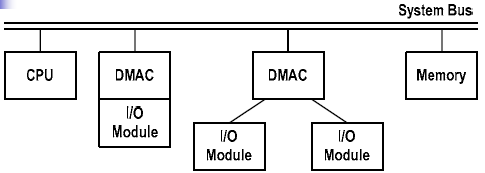 System Bus
CPU
DMAC
DMAC
Memory
I/O
Module
I/O
Module
I/O
Module